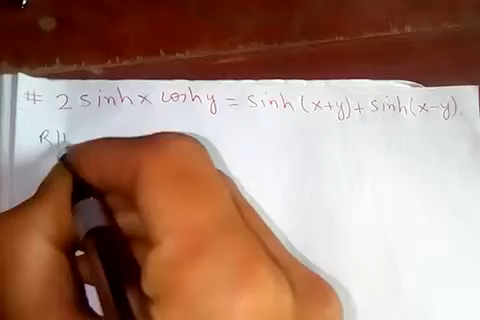 # 2 sinh x cosh y = sinh (x+y) + sinh (x-y).
RH